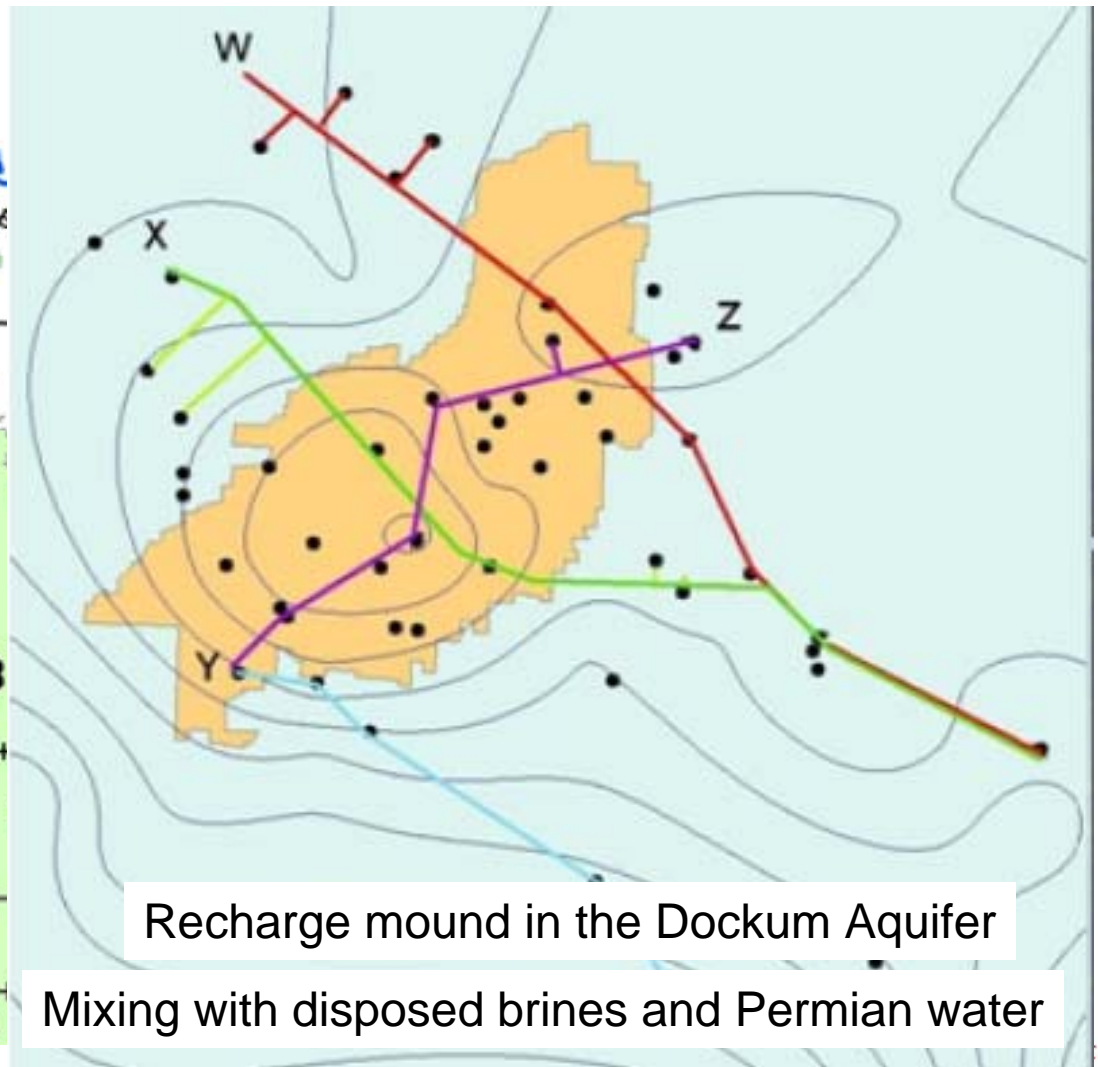 W
X
Z
Y
Recharge mound in the Dockum Aquifer
Mixing with disposed brines and Permian water